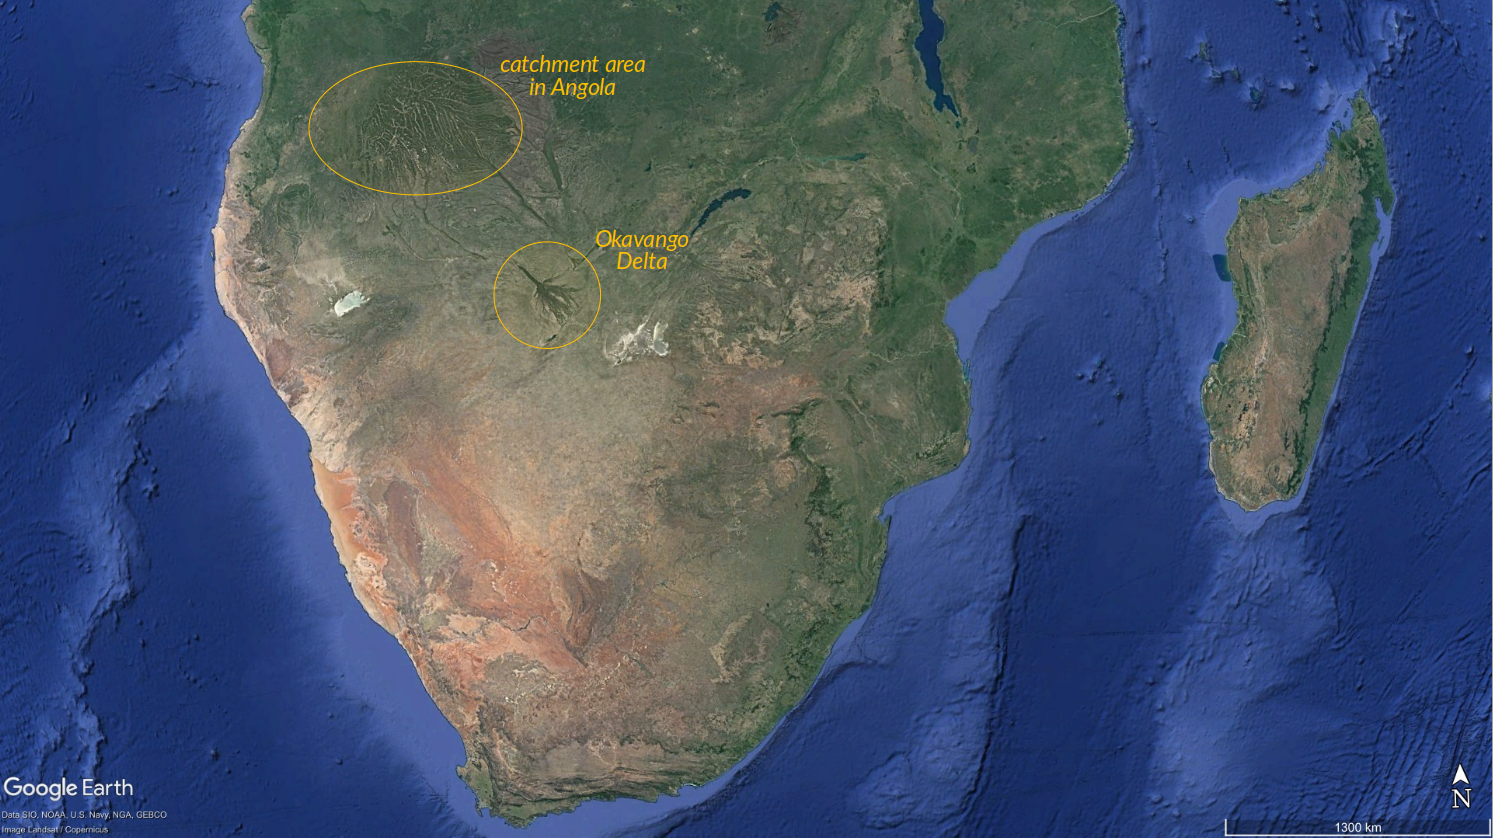 catchment area
in Angola
Okavango
Delta
Google Earth
Data SIO, NOAA, U.S. Navy, NGA, GEBCO
Image Landsat / Copernicus
N
1300 km